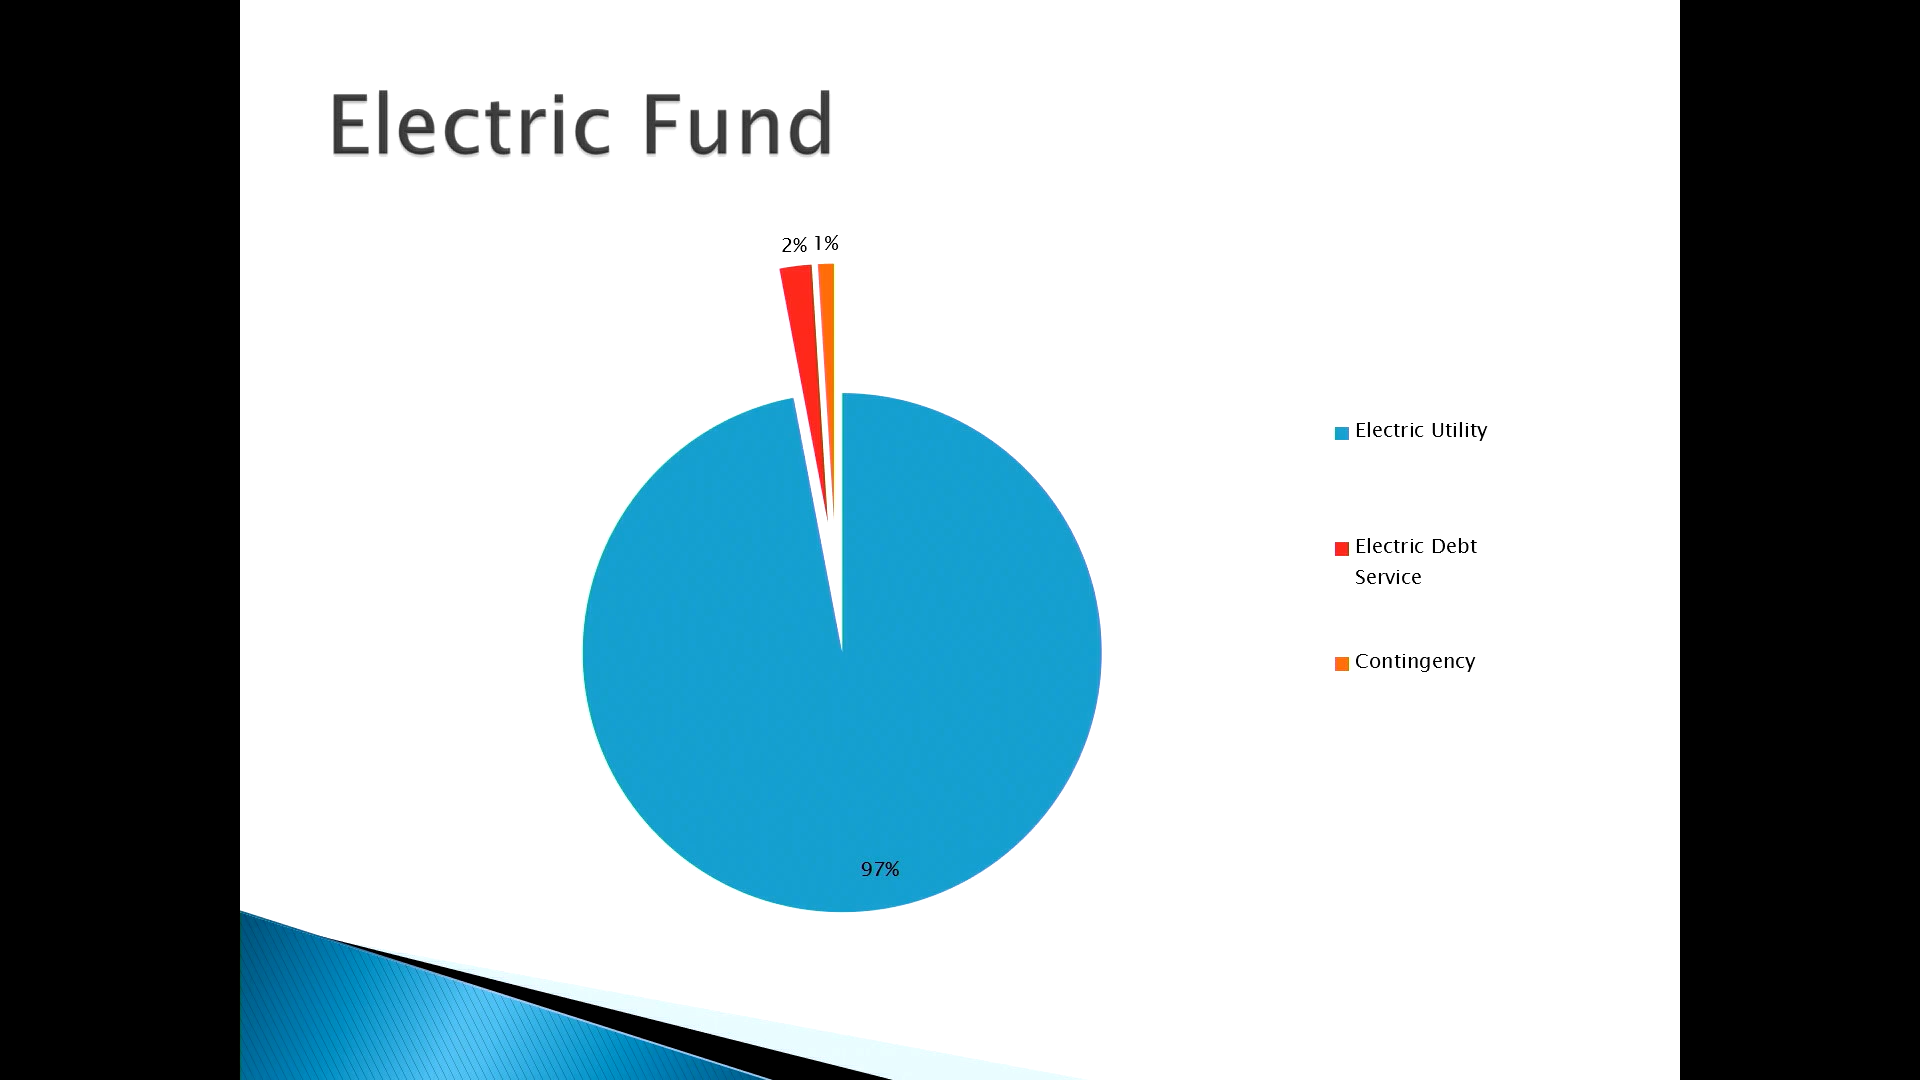 Electric Fund
2% 1%
Electric Utility
Electric Debt
Service
Contingency
97%